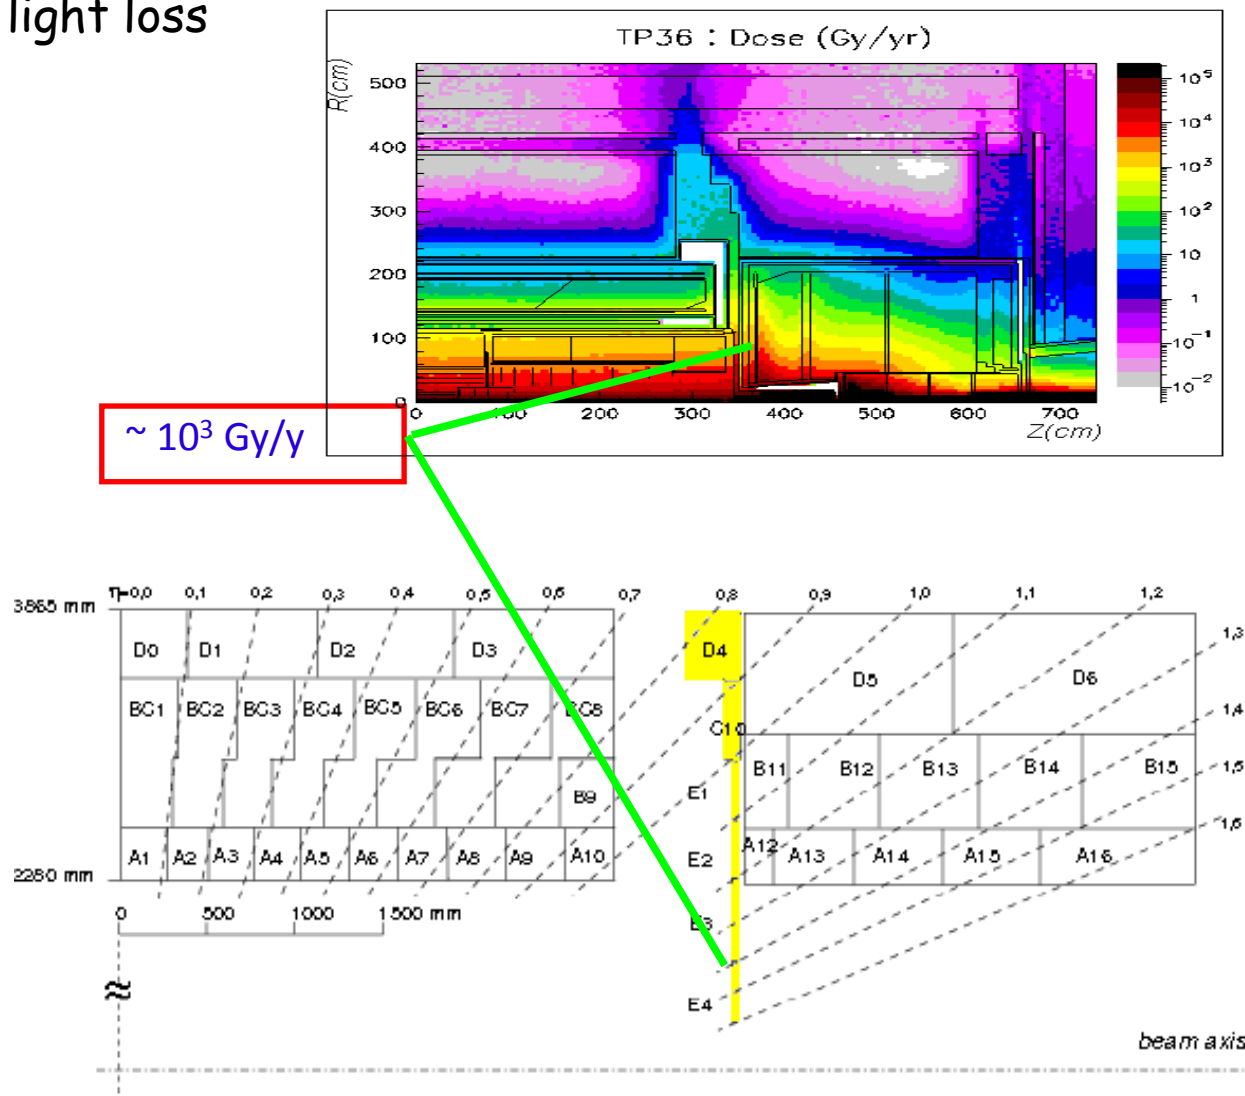 light loss
TP36 : Dose (Gy/yr)
R(cm)
500
400
300
200
100
0
0 100 200 300 400 500 600 700
Z(cm)
10⁵
10⁴
10³
10²
10
1
10⁻¹
10⁻²
~ 10³ Gy/y
η=0,0 0,1 0,2 0,3 0,4 0,5 0,6 0,7 0,8 0,9 1,0 1,1 1,2
1,3
1,4
1,5
1,6
3865 mm
D0 D1 D2 D3 D4 D5 D6
BC1 BC2 BC3 BC4 BC5 BC6 BC7 BC8 C10
B9 E1 B11 B12 B13 B14 B15
A1 A2 A3 A4 A5 A6 A7 A8 A9 A10 E2 A12 A13 A14 A15 A16
2280 mm
0 500 1000 1500 mm
E3
E4
beam axis